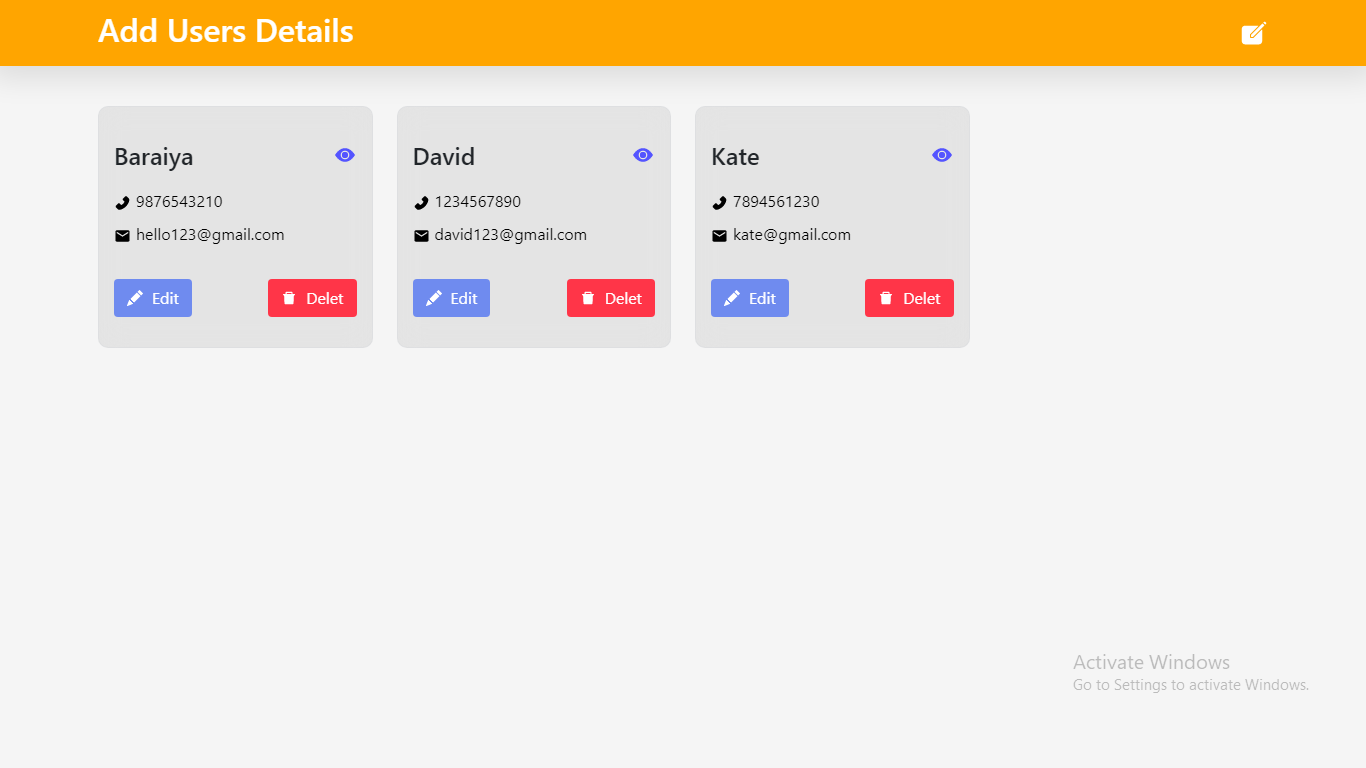 Add Users Details
Baraiya
9876543210
hello123@gmail.com
Edit
Delet
David
1234567890
david123@gmail.com
Edit
Delet
Kate
7894561230
kate@gmail.com
Edit
Delet
Activate Windows
Go to Settings to activate Windows.